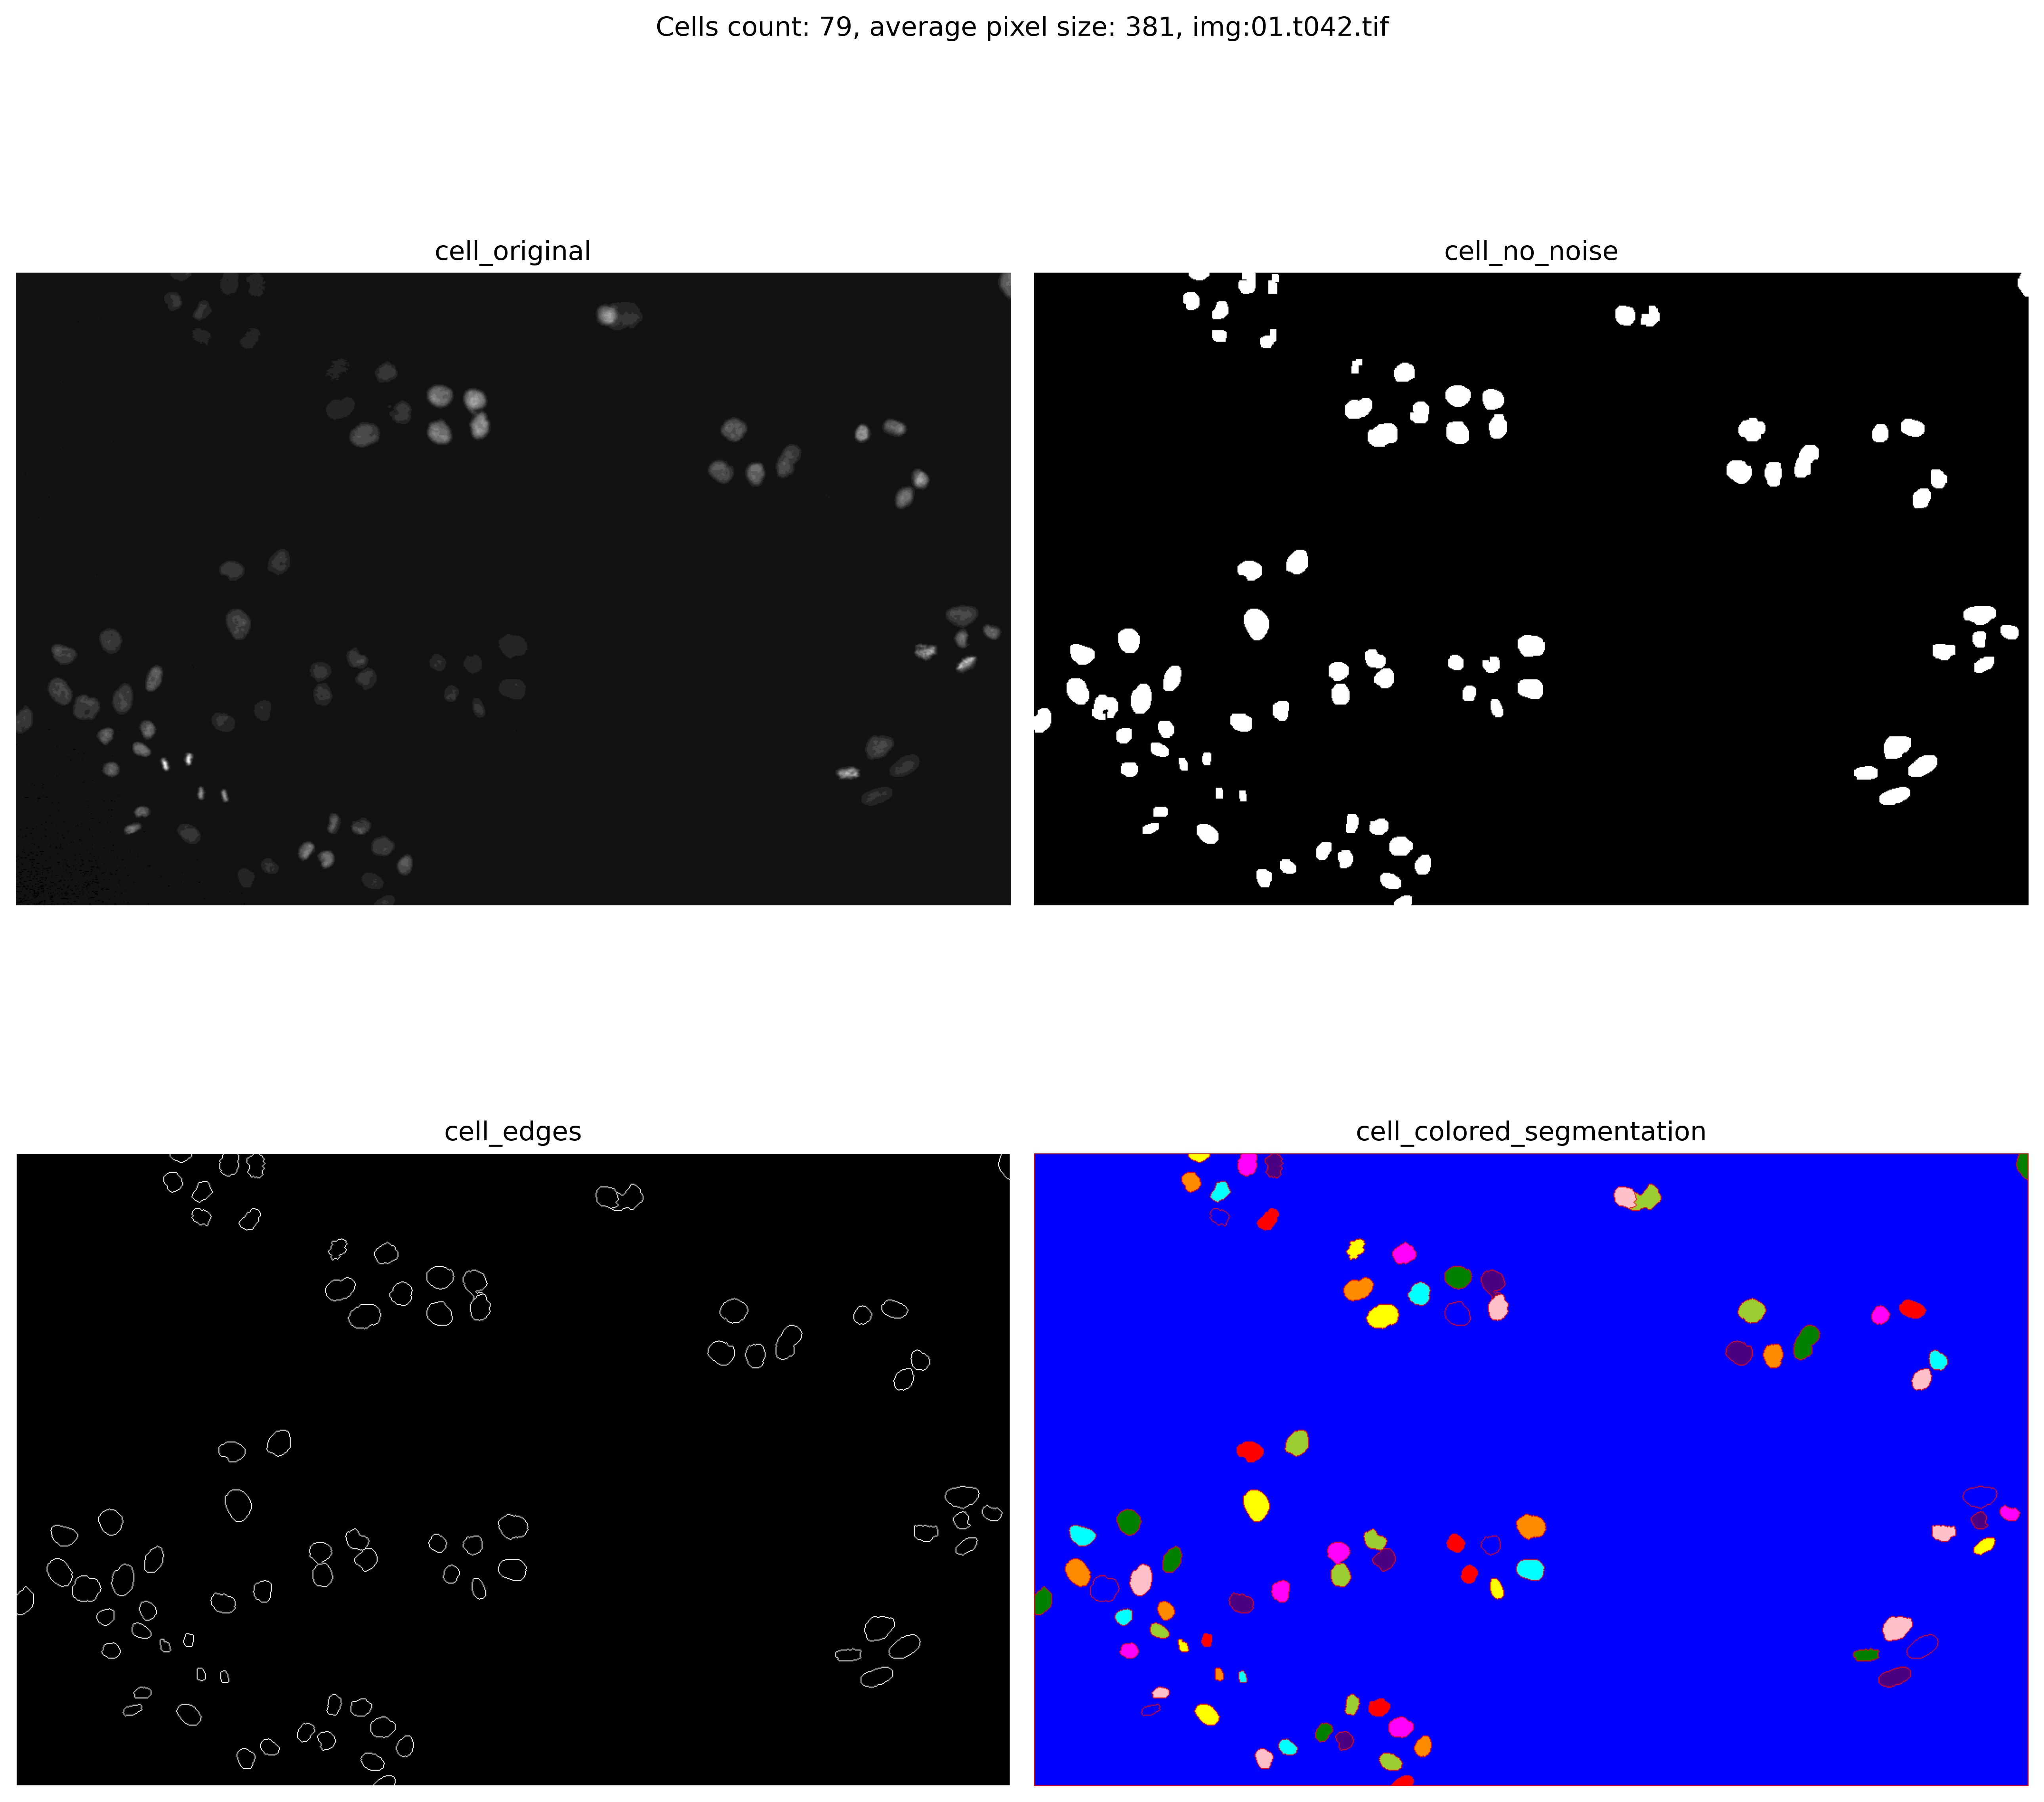 Cells count: 79, average pixel size: 381, img:01.t042.tif
cell_original
cell_no_noise
cell_edges
cell_colored_segmentation